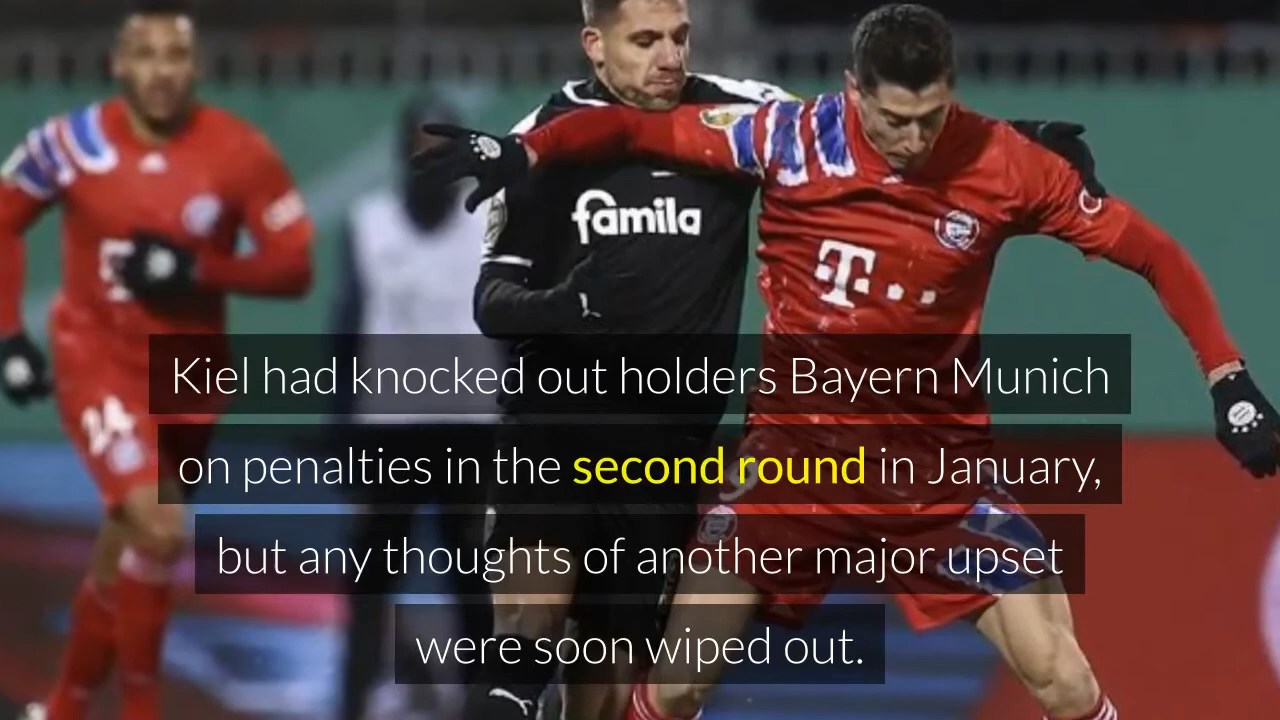 famila
T
24
Kiel had knocked out holders Bayern Munich
on penalties in the second round in January,
but any thoughts of another major upset
were soon wiped out.